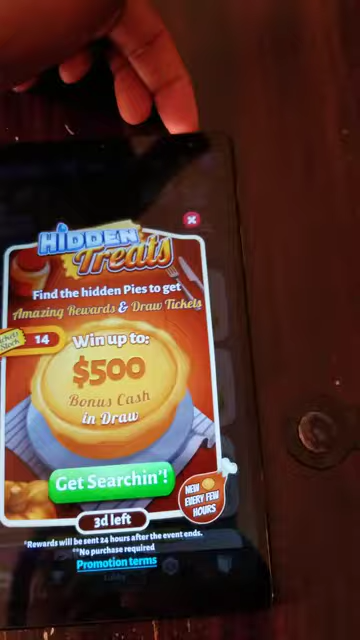 HIDDEN
Treats
Find the hidden Pies to get
Amazing Rewards & Draw Tickets
14
Win up to:
$500
Bonus Cash
in Draw
Get Searchin'!
NEW
EVERY FEW
HOURS
3d left
*Rewards will be sent 24 hours after the event ends.
**No purchase required
Promotion terms
Lobby